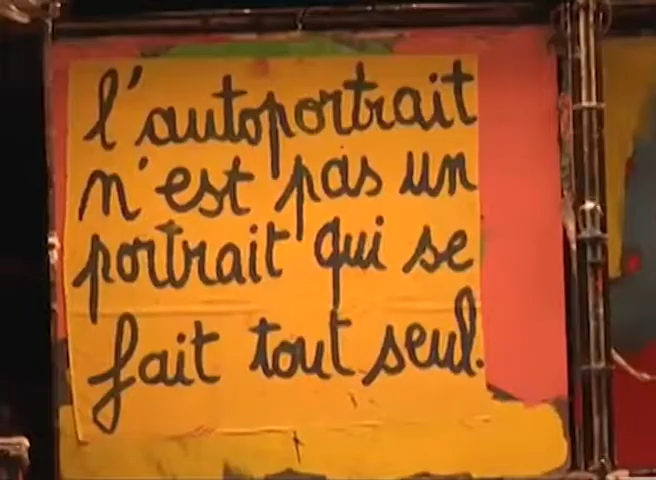 l'autoportrait
n'est pas un
portrait qui se
fait tout seul.